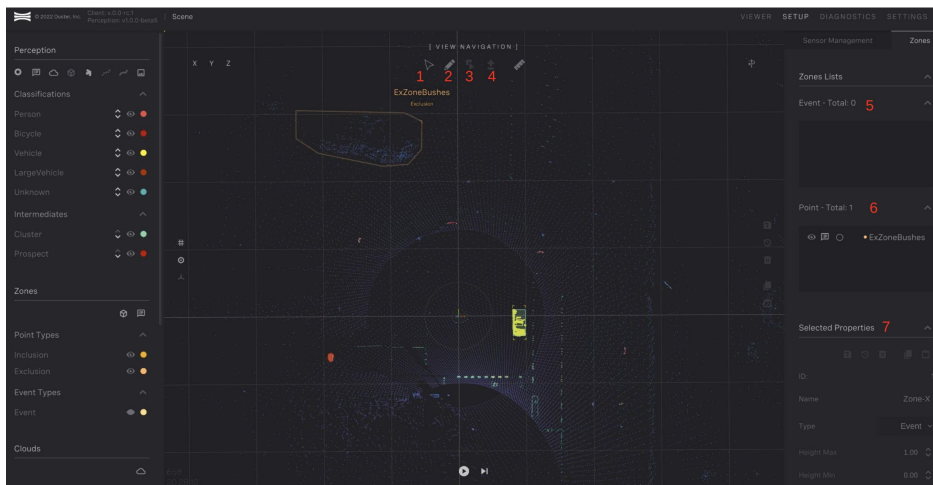 © 2022 Ouster, Inc.
Client: v.0.0-rc.1
Perception: v1.0.0-beta5
Scene
VIEWER SETUP DIAGNOSTICS SETTINGS
Perception
Classifications
Person
Bicycle
Vehicle
LargeVehicle
Unknown
Intermediates
Cluster
Prospect
Zones
Point Types
Inclusion
Exclusion
Event Types
Event
Clouds
X Y Z
[ VIEW NAVIGATION ]
1 2 3 4
ExZoneBushes
Exclusion
Sensor Management Zones
Zones Lists
Event - Total: 0 5
Point - Total: 1 6
ExZoneBushes
Selected Properties 7
ID:
Name Zone-X
Type Event
Height Max 1.00
Height Min 0.00